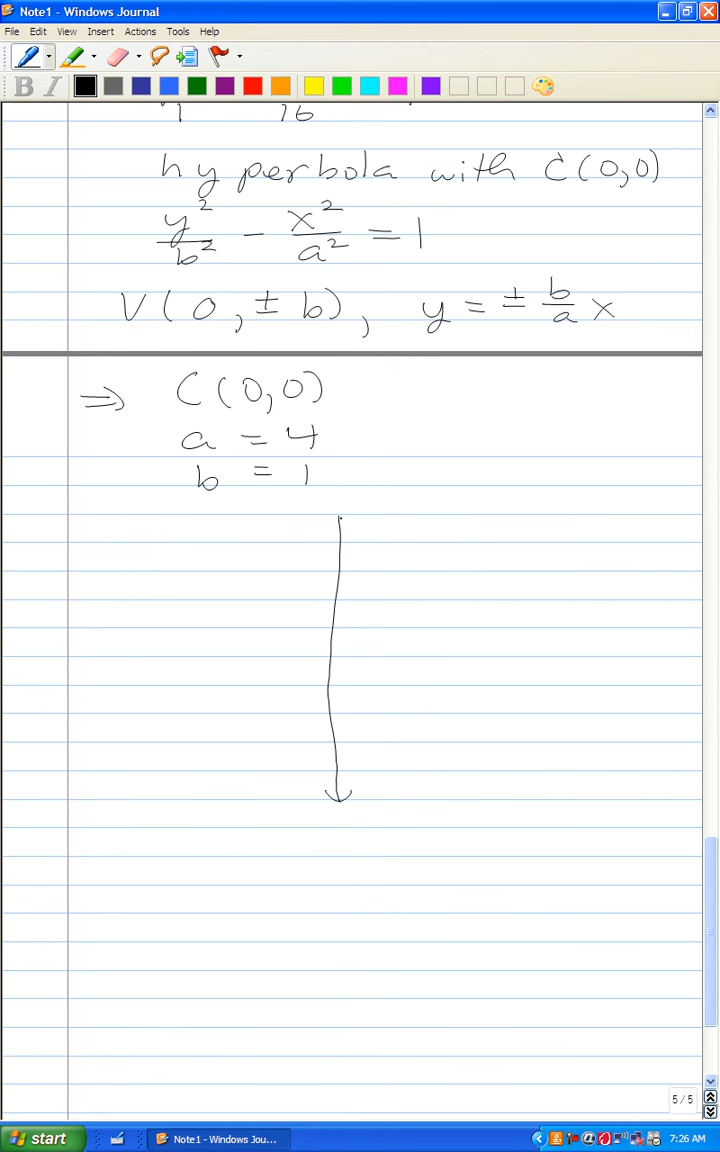 Note1 - Windows Journal
File Edit View Insert Actions Tools Help
B I
16
hyperbola with C(0,0)
y²/b² - x²/a² = 1
V(0, ± b), y = ± b/a x
⇒ C(0,0)
a = 4
b = 1
5 / 5
start Note1 - Windows Jou... 7:26 AM